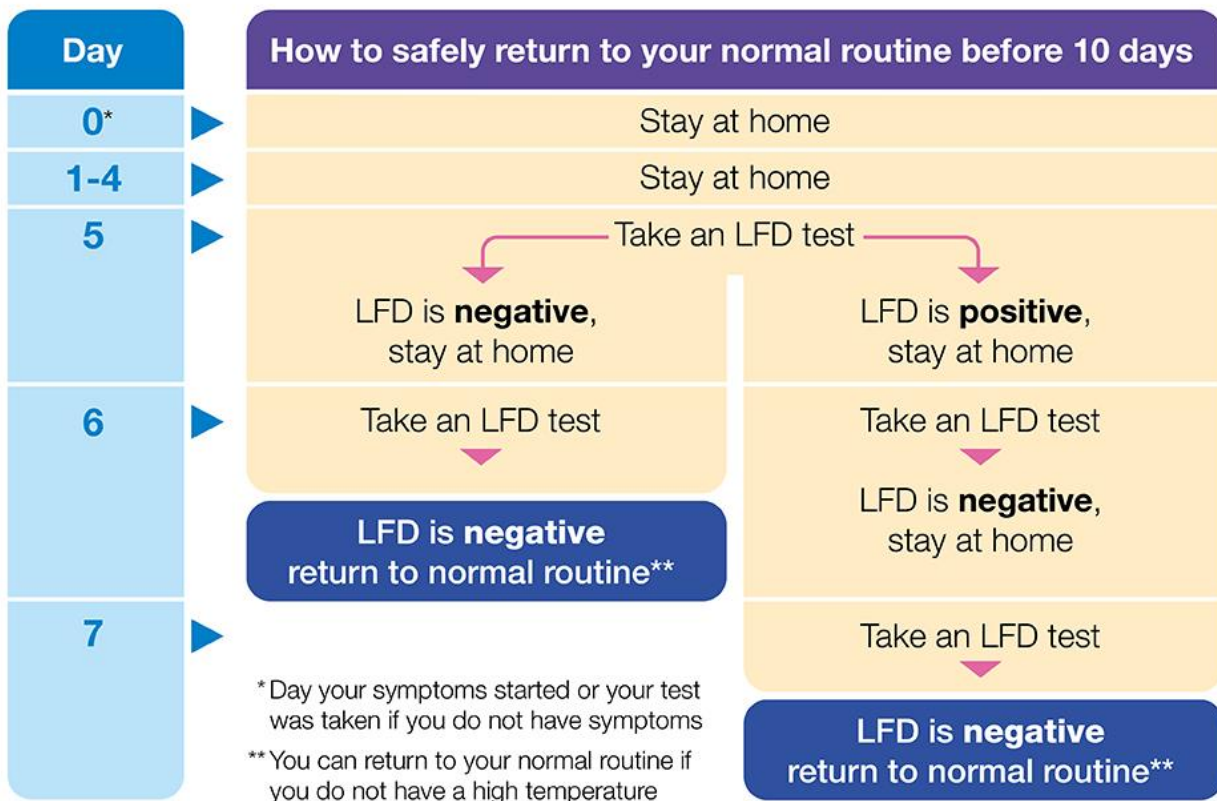 Day
How to safely return to your normal routine before 10 days
0*
Stay at home
1-4
Stay at home
5
Take an LFD test
LFD is negative,
stay at home
LFD is positive,
stay at home
6
Take an LFD test
LFD is negative
return to normal routine**
Take an LFD test
LFD is negative,
stay at home
7
Take an LFD test
LFD is negative
return to normal routine**
* Day your symptoms started or your test
was taken if you do not have symptoms
** You can return to your normal routine if
you do not have a high temperature